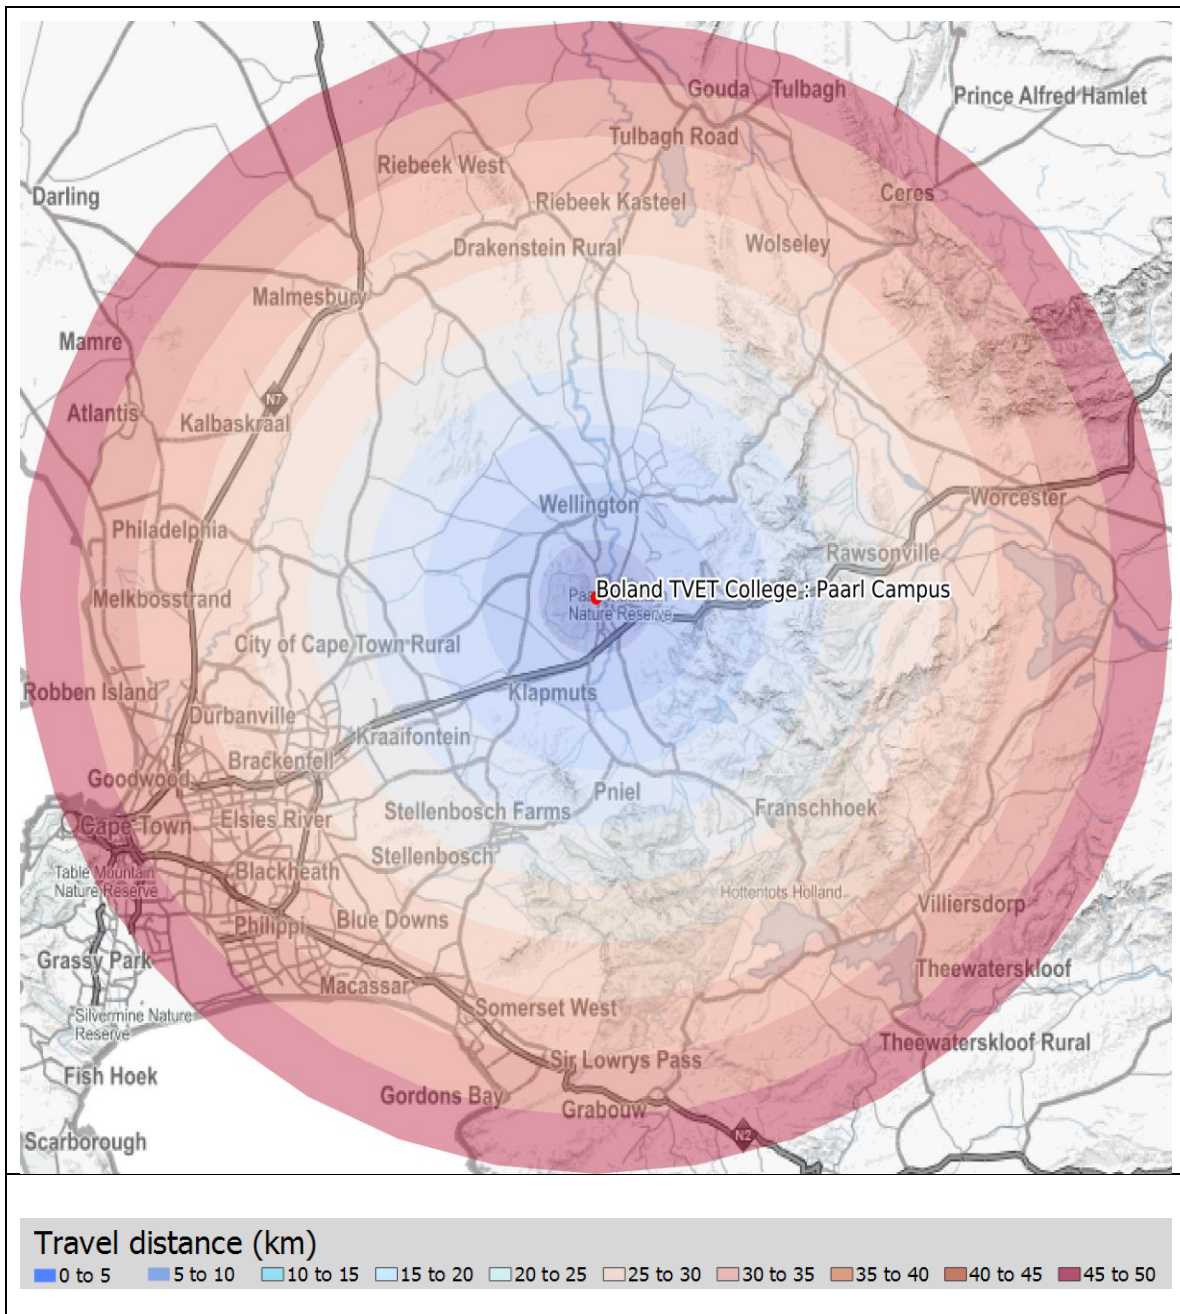 Gouda
Tulbagh
Prince Alfred Hamlet
Tulbagh Road
Riebeek West
Darling
Ceres
Riebeek Kasteel
Drakenstein Rural
Wolseley
Malmesbury
Mamre
N7
Atlantis
Kalbaskraal
Wellington
Worcester
Philadelphia
Rawsonville
Boland TVET College : Paarl Campus
Melkbosstrand
Nature Reserve
City of Cape Town Rural
Robben Island
Klapmuts
Durbanville
Kraaifontein
Brackenfell
Goodwood
Pniel
Franschhoek
Stellenbosch Farms
Elsies River
Cape Town
Stellenbosch
Table Mountain
Nature Reserve
Blackheath
Hottentots Holland
Villiersdorp
Blue Downs
Philippi
Grassy Park
Theewaterskloof
Macassar
Somerset West
Silvermine Nature
Reserve
Theewaterskloof Rural
Sir Lowrys Pass
Fish Hoek
Gordons Bay
Grabouw
N2
Scarborough
Travel distance (km)
0 to 5 5 to 10 10 to 15 15 to 20 20 to 25 25 to 30 30 to 35 35 to 40 40 to 45 45 to 50